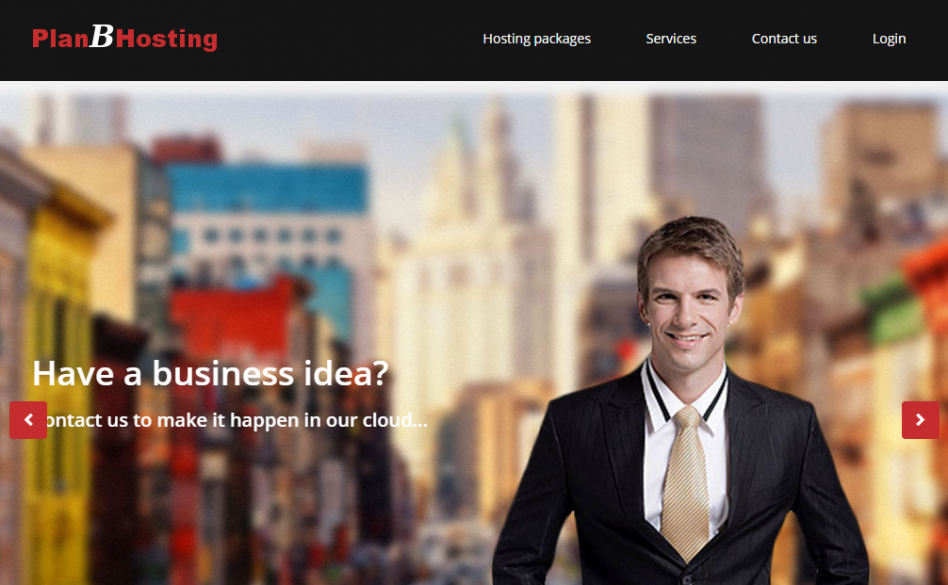 PlanBHosting
Hosting packages Services Contact us Login
Have a business idea?
ontact us to make it happen in our cloud...